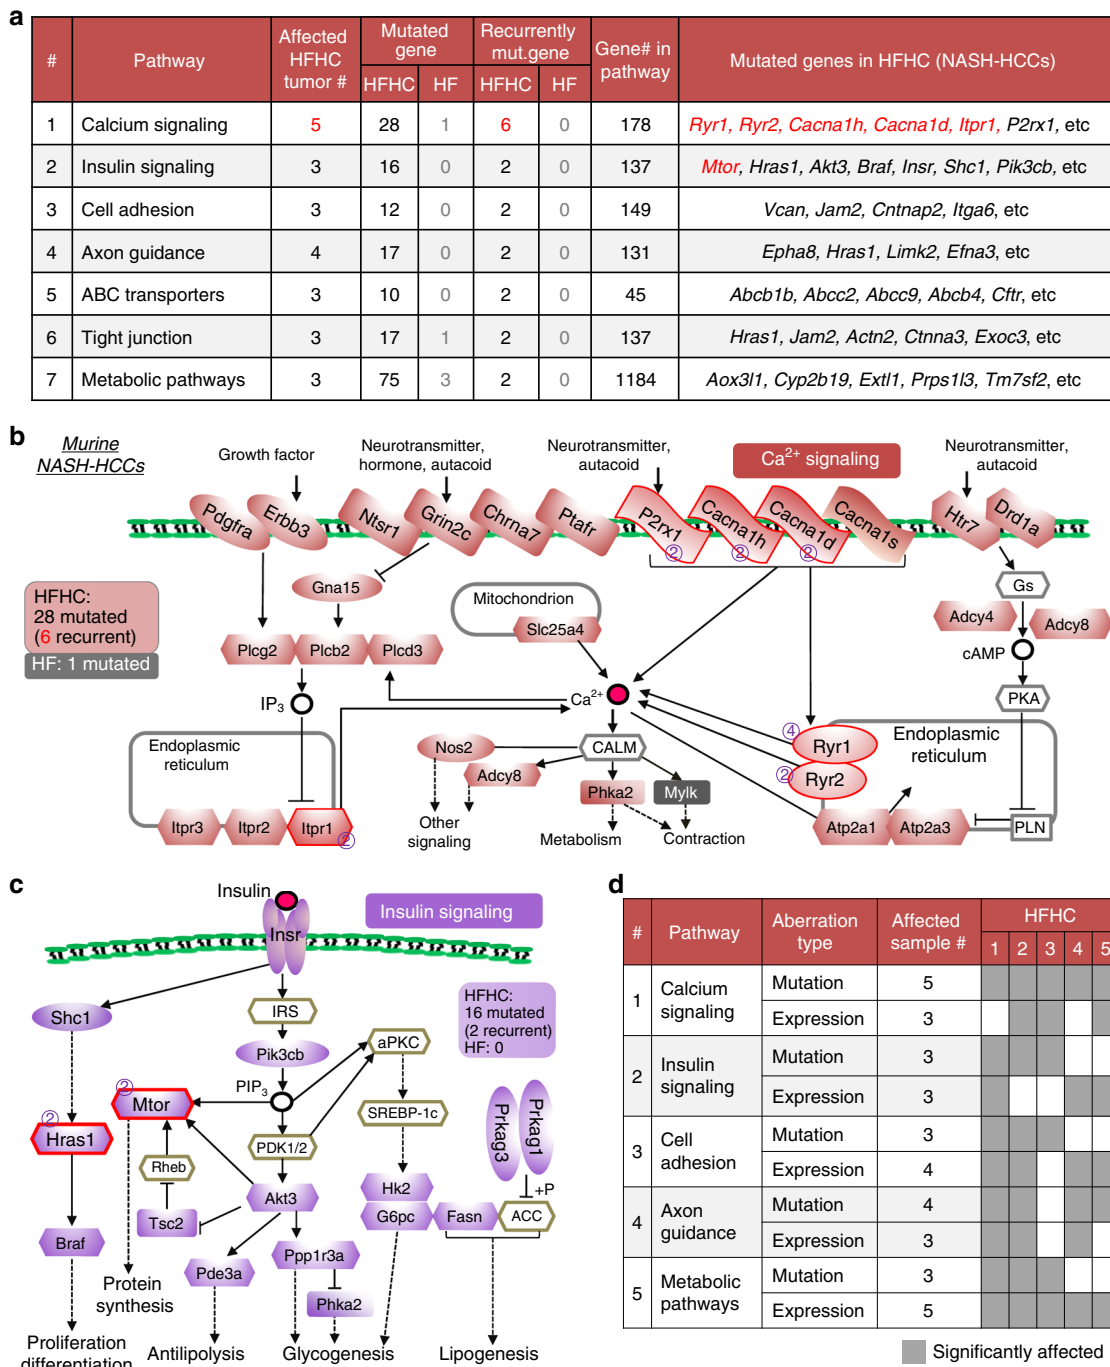 a
# Pathway Affected HFHC tumor # Mutated gene Recurrently mut.gene Gene# in pathway Mutated genes in HFHC (NASH-HCCs)
HFHC HF HFHC HF
1 Calcium signaling 5 28 1 6 0 178 Ryr1, Ryr2, Cacna1h, Cacna1d, Itpr1, P2rx1, etc
2 Insulin signaling 3 16 0 2 0 137 Mtor, Hras1, Akt3, Braf, Insr, Shc1, Pik3cb, etc
3 Cell adhesion 3 12 0 2 0 149 Vcan, Jam2, Cntnap2, Itga6, etc
4 Axon guidance 4 17 0 2 0 131 Epha8, Hras1, Limk2, Efna3, etc
5 ABC transporters 3 10 0 2 0 45 Abcb1b, Abcc2, Abcc9, Abcb4, Cftr, etc
6 Tight junction 3 17 1 2 0 137 Hras1, Jam2, Actn2, Ctnna3, Exoc3, etc
7 Metabolic pathways 3 75 3 2 0 1184 Aox3l1, Cyp2b19, Extl1, Prps1l3, Tm7sf2, etc
b
Murine
NASH-HCCs
Growth factor
Neurotransmitter,
hormone, autacoid
Neurotransmitter,
autacoid
Ca2+ signaling
Neurotransmitter,
autacoid
Pdgfra
Erbb3
Ntsr1
Grin2c
Chrna7
Ptafr
P2rx1
②
Cacna1h
②
Cacna1d
②
Cacna1s
Htr7
Drd1a
HFHC:
28 mutated
(6 recurrent)
HF: 1 mutated
Gna15
Mitochondrion
Slc25a4
Gs
Adcy4
Adcy8
cAMP
PKA
Plcg2
Plcb2
Plcd3
IP3
Ca2+
Endoplasmic
reticulum
Nos2
CALM
Adcy8
Phka2
Mylk
④
Ryr1
②
Ryr2
Endoplasmic
reticulum
Itpr3
Itpr2
Itpr1
②
Other
signaling
Metabolism
Contraction
Atp2a1
Atp2a3
PLN
c
Insulin
Insulin signaling
Insr
Shc1
IRS
Pik3cb
PIP3
aPKC
HFHC:
16 mutated
(2 recurrent)
HF: 0
②
Mtor
②
Hras1
SREBP-1c
Prkag3
Prkag1
PDK1/2
Rheb
Akt3
Hk2
+P
Tsc2
G6pc
Fasn
ACC
Braf
Ppp1r3a
Pde3a
Phka2
Protein
synthesis
Proliferation
differentiation
Antilipolysis
Glycogenesis
Lipogenesis
d
# Pathway Aberration type Affected sample # HFHC
1 2 3 4 5
1 Calcium signaling Mutation 5
Expression 3
2 Insulin signaling Mutation 3
Expression 3
3 Cell adhesion Mutation 3
Expression 4
4 Axon guidance Mutation 4
Expression 3
5 Metabolic pathways Mutation 3
Expression 5
Significantly affected